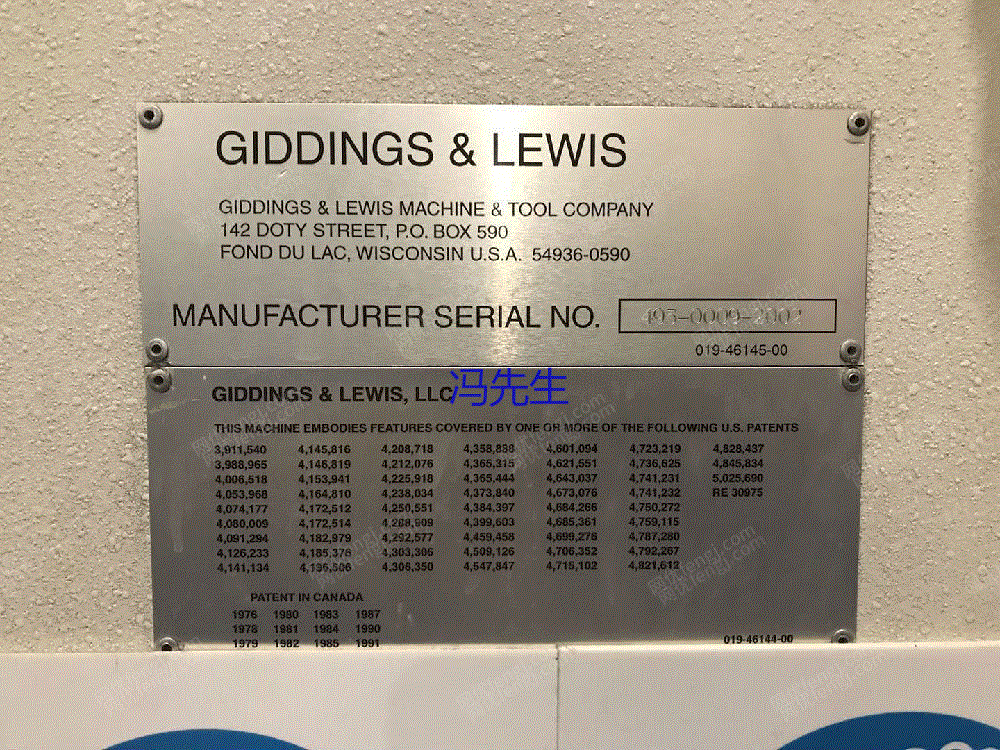 GIDDINGS & LEWIS
GIDDINGS & LEWIS MACHINE & TOOL COMPANY
142 DOTY STREET, P.O. BOX 590
FOND DU LAC, WISCONSIN U.S.A. 54936-0590
MANUFACTURER SERIAL NO. 493-0009-2002
019-46145-00
GIDDINGS & LEWIS, LLC
冯先生
THIS MACHINE EMBODIES FEATURES COVERED BY ONE OR MORE OF THE FOLLOWING U.S. PATENTS
3,911,540 4,145,816 4,208,718 4,358,888 4,601,094 4,723,219 4,828,437
3,988,965 4,146,819 4,212,076 4,365,315 4,621,551 4,736,625 4,845,834
4,006,518 4,153,941 4,225,918 4,365,444 4,643,037 4,741,231 5,025,690
4,053,968 4,164,810 4,238,034 4,373,840 4,673,076 4,741,232 RE 30975
4,074,177 4,172,512 4,250,551 4,384,397 4,684,266 4,750,272
4,080,009 4,172,514 4,399,603 4,685,361 4,759,115
4,091,294 4,182,979 4,292,577 4,459,458 4,699,278 4,787,280
4,126,233 4,185,376 4,303,306 4,509,126 4,706,352 4,792,267
4,141,134 4,306,350 4,547,847 4,715,102 4,821,612
PATENT IN CANADA
1976 1980 1983 1987
1978 1981 1984 1990
1979 1982 1985 1991
019-46144-00